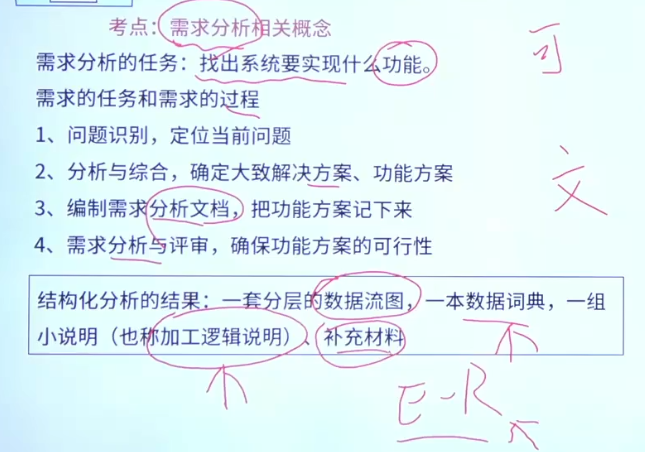 考点：需求分析相关概念
需求分析的任务：找出系统要实现什么功能。
需求的任务和需求的过程
1、问题识别，定位当前问题
2、分析与综合，确定大致解决方案、功能方案
3、编制需求分析文档，把功能方案记下来
4、需求分析与评审，确保功能方案的可行性
结构化分析的结果：一套分层的数据流图，一本数据词典，一组
小说明（也称加工逻辑说明）、补充材料
可
文
E-R